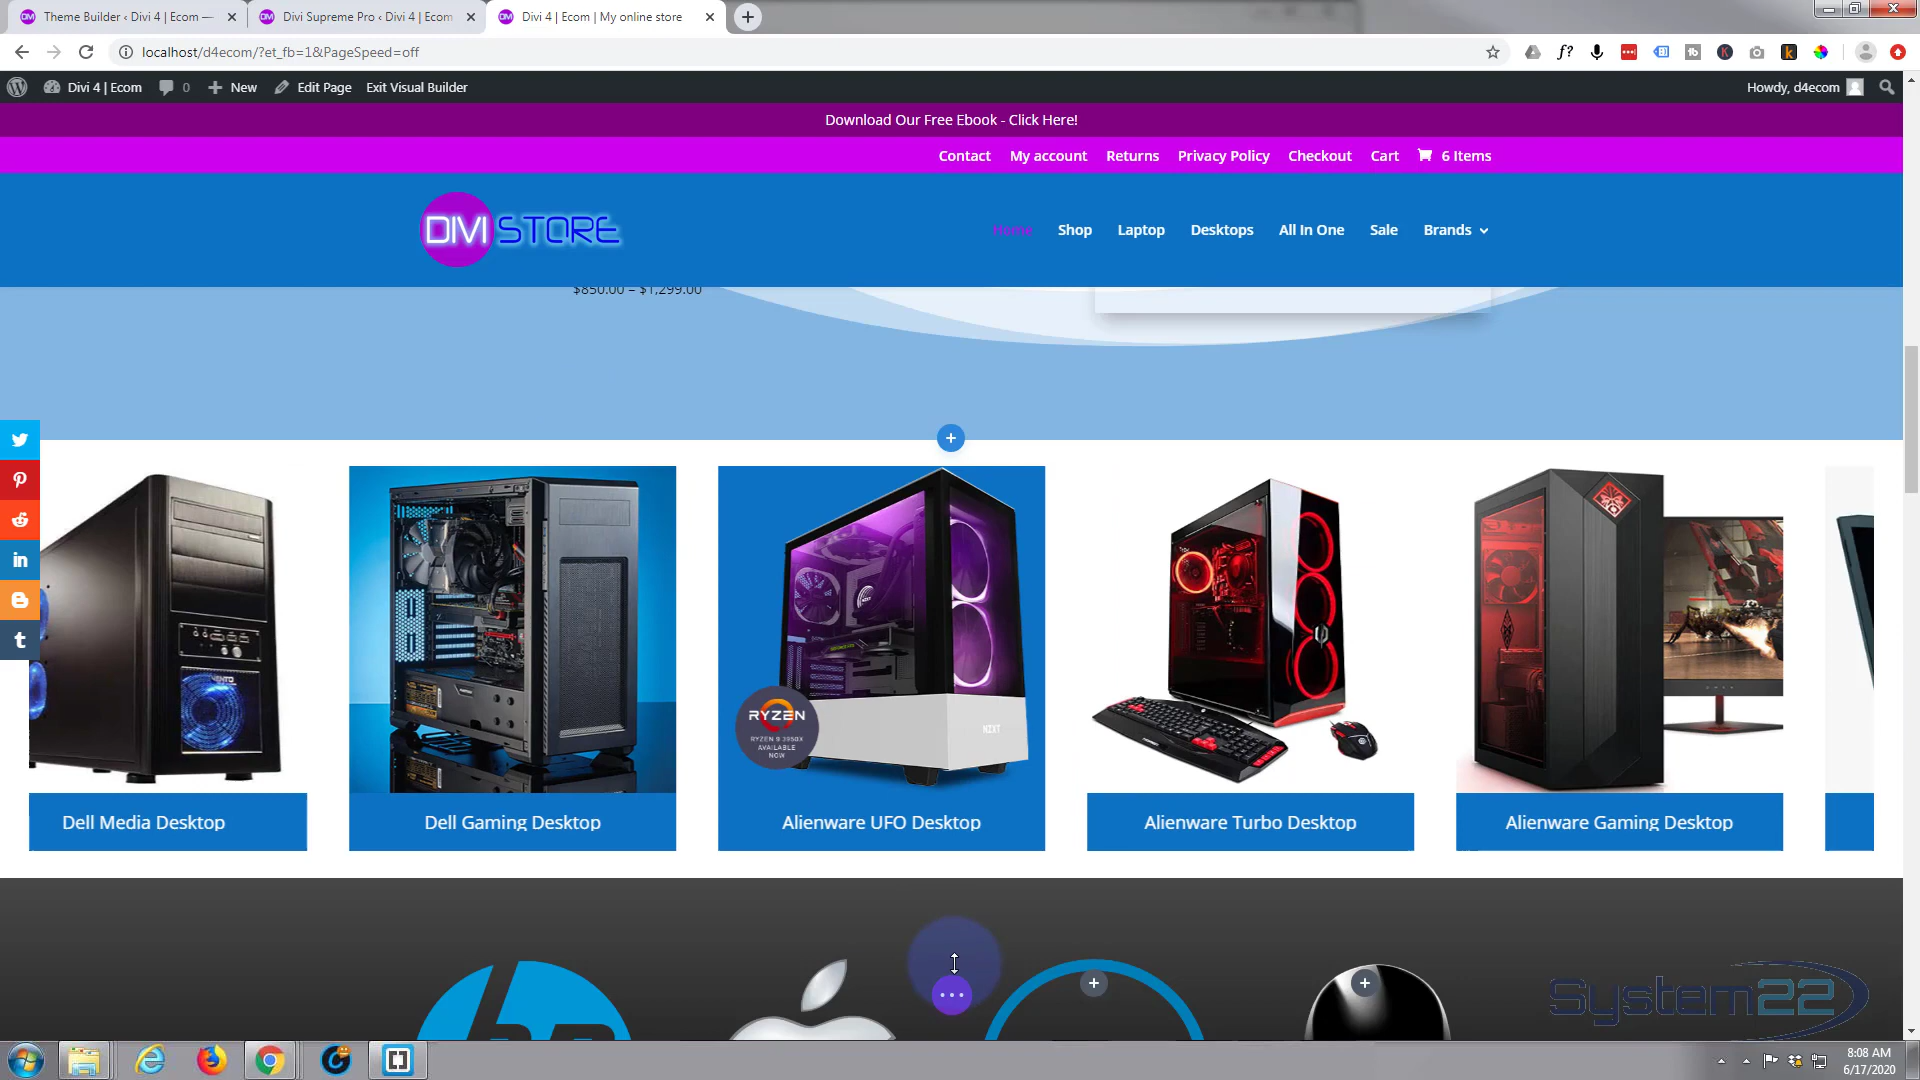 Theme Builder ‹ Divi 4 | Ecom —
Divi Supreme Pro ‹ Divi 4 | Ecom
Divi 4 | Ecom | My online store
localhost/d4ecom/?et_fb=1&PageSpeed=off
Divi 4 | Ecom
0
New
Edit Page
Exit Visual Builder
Howdy, d4ecom
Download Our Free Ebook - Click Here!
Contact
My account
Returns
Privacy Policy
Checkout
Cart
6 Items
DIVI STORE
Home
Shop
Laptop
Desktops
All In One
Sale
Brands
$850.00 – $1,299.00
RYZEN
RYZEN 9 3950X
AVAILABLE
NOW
NZXT
Dell Media Desktop
Dell Gaming Desktop
Alienware UFO Desktop
Alienware Turbo Desktop
Alienware Gaming Desktop
System22
8:08 AM
6/17/2020